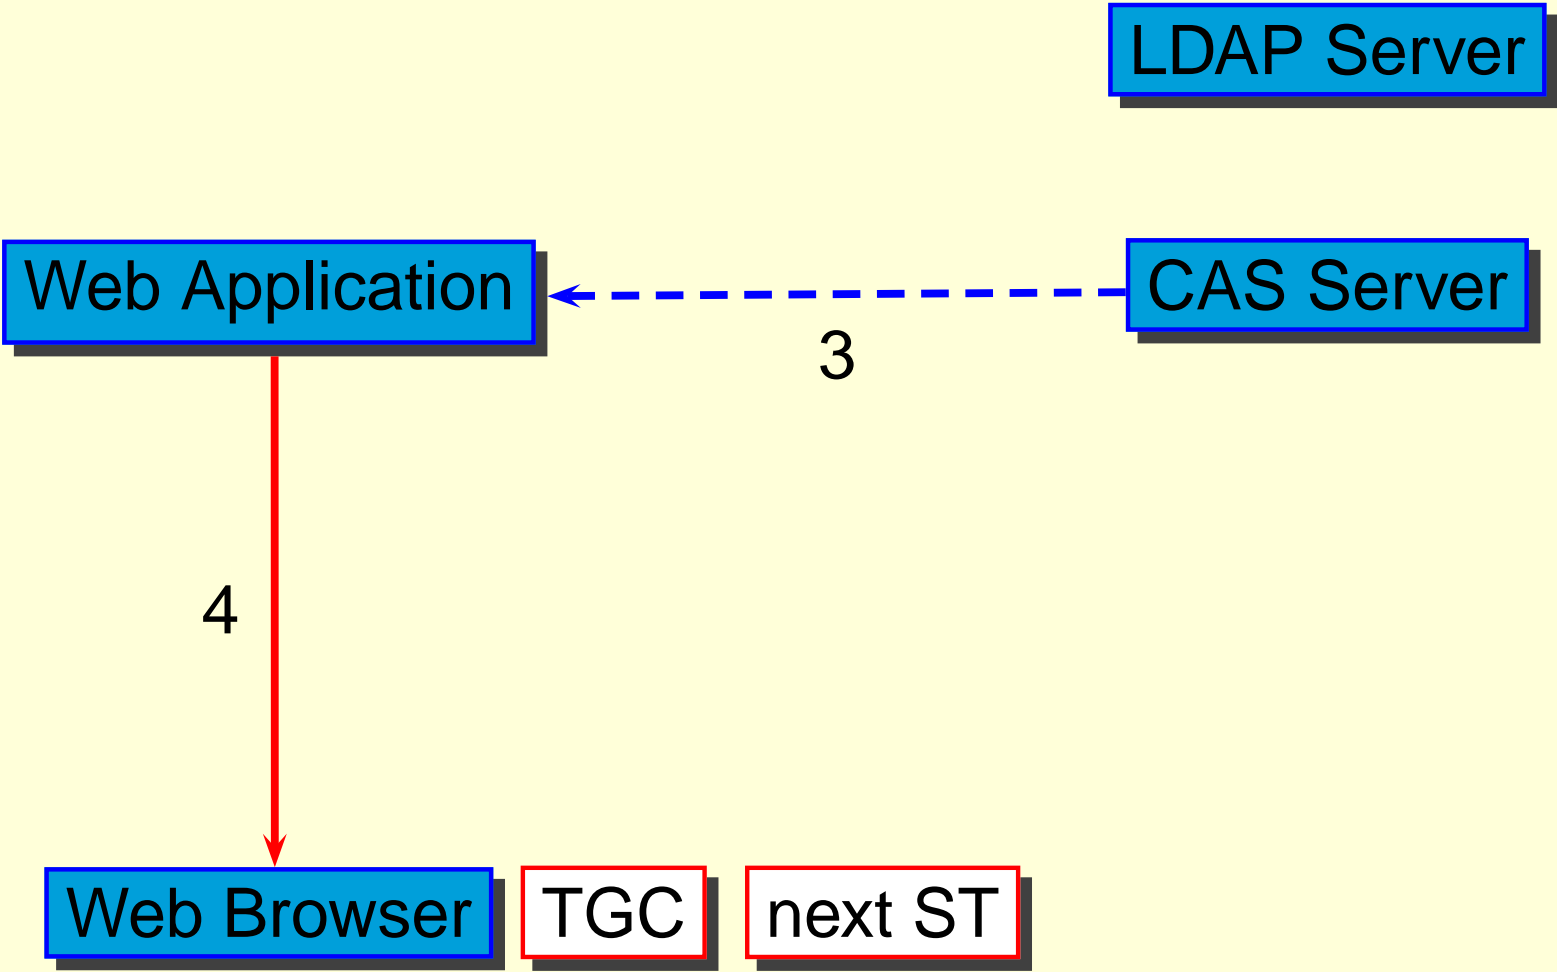 LDAP Server
Web Application
CAS Server
3
4
Web Browser
TGC
next ST